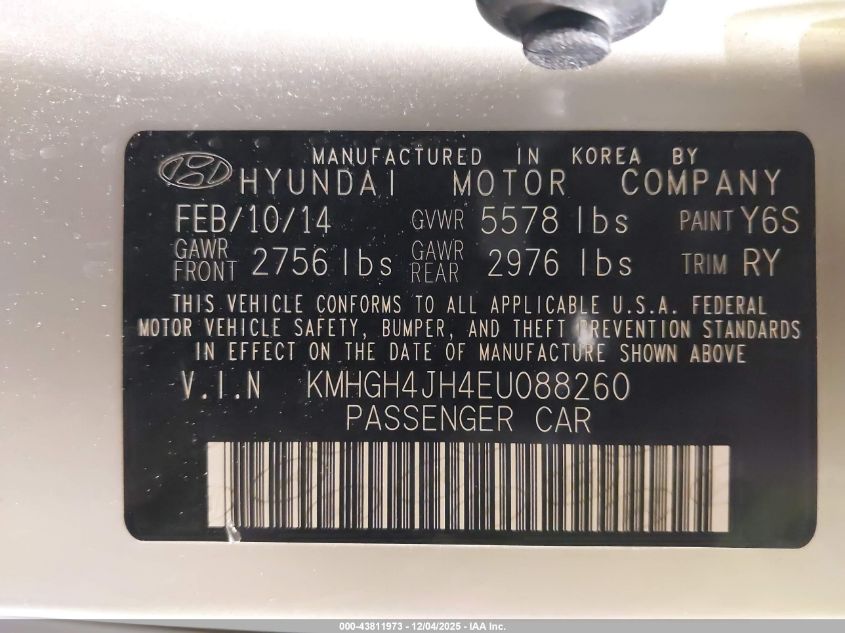 MANUFACTURED IN KOREA BY
HYUNDAI MOTOR COMPANY
FEB/10/14 GVWR 5578 lbs PAINT Y6S
GAWR FRONT 2756 lbs GAWR REAR 2976 lbs TRIM RY
THIS VEHICLE CONFORMS TO ALL APPLICABLE U.S.A. FEDERAL
MOTOR VEHICLE SAFETY, BUMPER, AND THEFT PREVENTION STANDARDS
IN EFFECT ON THE DATE OF MANUFACTURE SHOWN ABOVE
V.I.N KMHGH4JH4EU088260
PASSENGER CAR
000-43811973 - 12/04/2025 - IAA Inc.